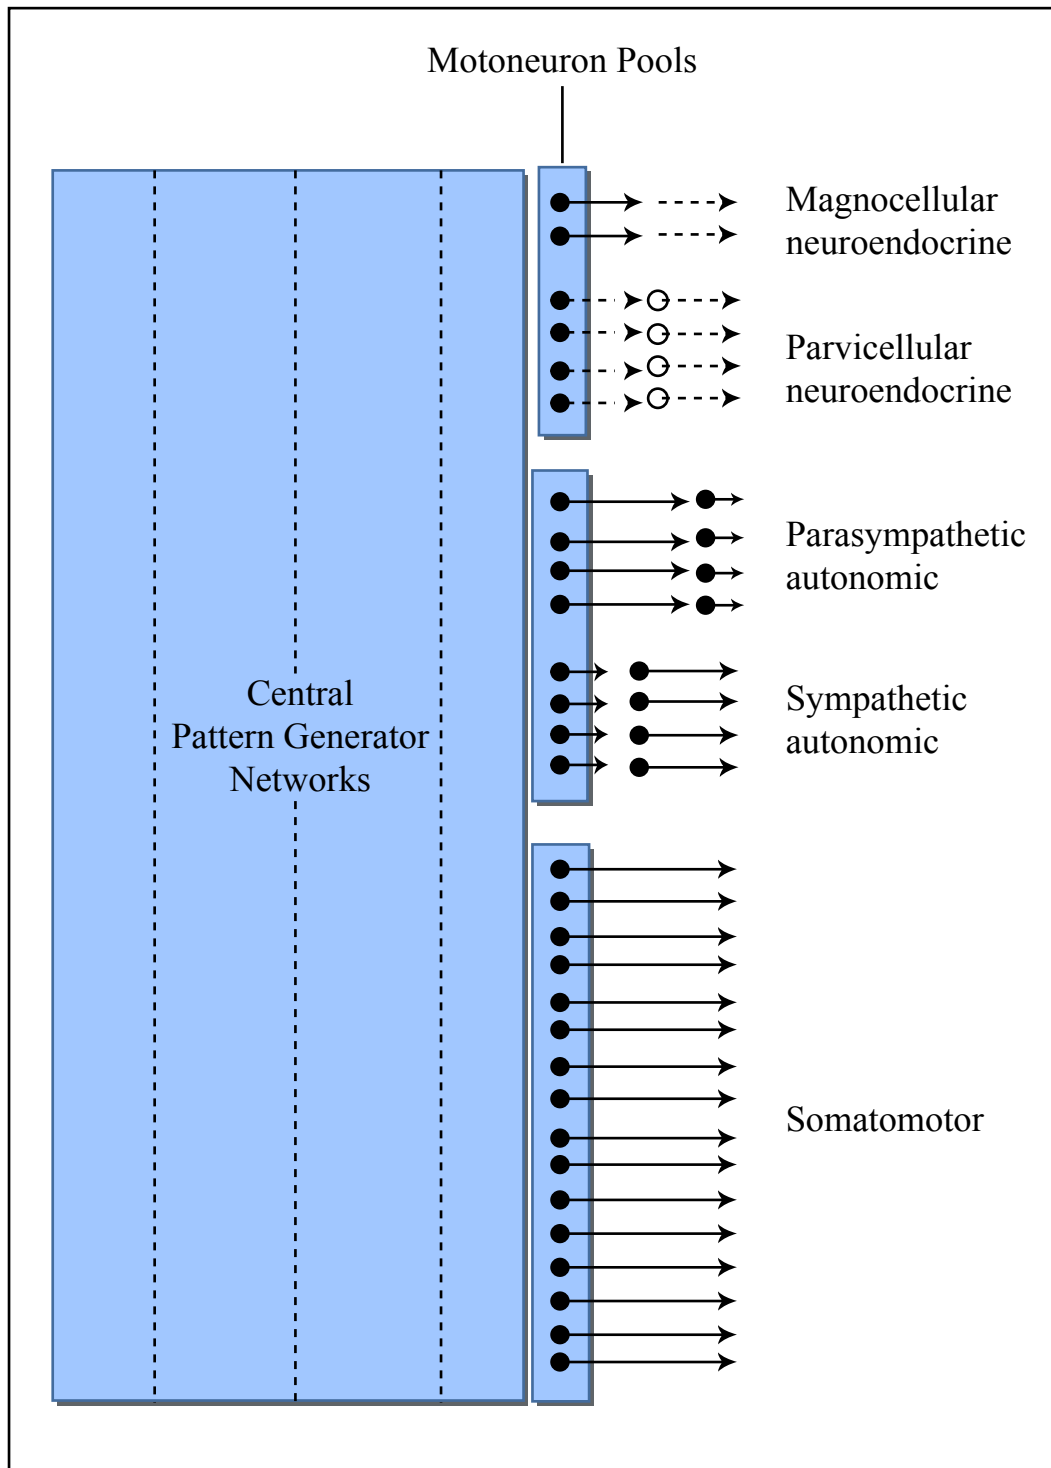 Motoneuron Pools
Magnocellular
neuroendocrine
Parvicellular
neuroendocrine
Parasympathetic
autonomic
Central
Pattern Generator
Networks
Sympathetic
autonomic
Somatomotor